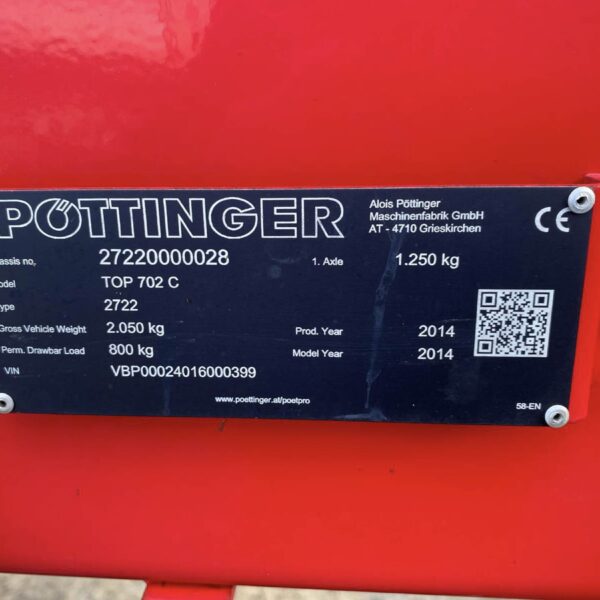 PÖTTINGER
Alois Pöttinger
Maschinenfabrik GmbH
AT - 4710 Grieskirchen
CE
assis no, 27220000028 1. Axle 1.250 kg
odel TOP 702 C
ype 2722
Gross Vehicle Weight 2.050 kg Prod. Year 2014
Perm. Drawbar Load 800 kg Model Year 2014
VIN VBP00024016000399
www.poettinger.at/poetpro
58-EN